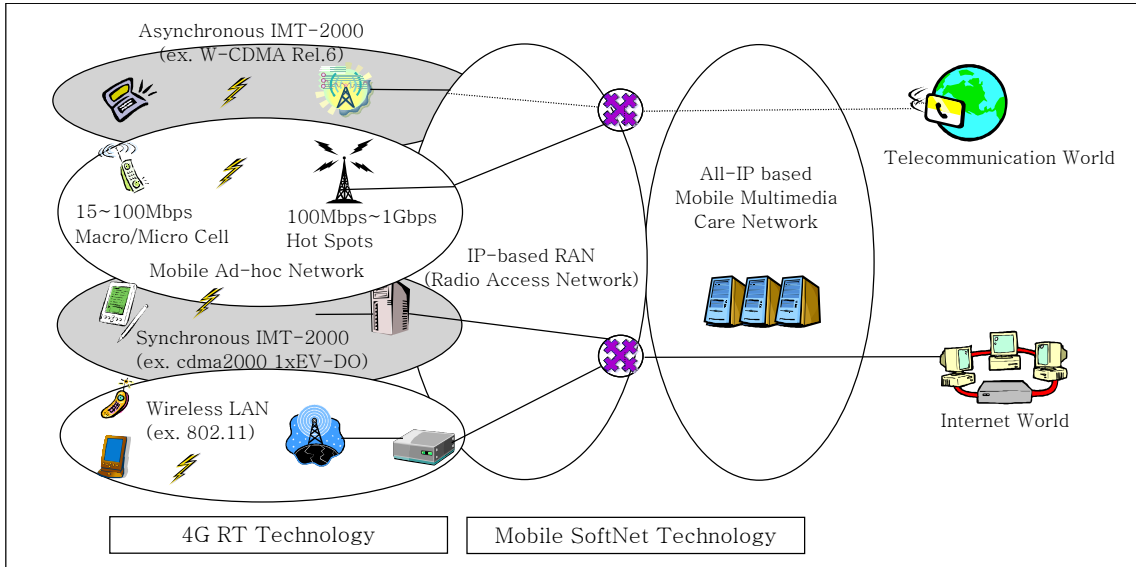 Asynchronous IMT-2000
(ex. W-CDMA Rel.6)
15~100Mbps
Macro/Micro Cell
100Mbps~1Gbps
Hot Spots
Mobile Ad-hoc Network
Synchronous IMT-2000
(ex. cdma2000 1xEV-DO)
Wireless LAN
(ex. 802.11)
IP-based RAN
(Radio Access Network)
All-IP based
Mobile Multimedia
Care Network
Telecommunication World
Internet World
4G RT Technology
Mobile SoftNet Technology